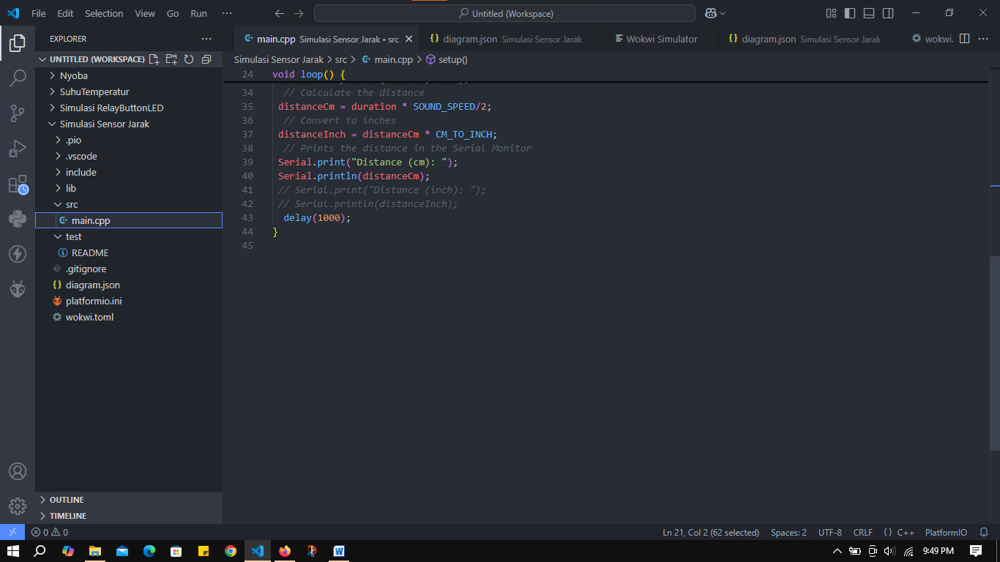 File Edit Selection View Go Run ··· Untitled (Workspace)
EXPLORER ···
UNTITLED (WORKSPACE)
Nyoba
SuhuTemperatur
Simulasi RelayButtonLED
Simulasi Sensor Jarak
.pio
.vscode
include
lib
src
main.cpp
test
README
.gitignore
diagram.json
platformio.ini
wokwi.toml
OUTLINE
TIMELINE
main.cpp Simulasi Sensor Jarak • src diagram.json Simulasi Sensor Jarak Wokwi Simulator diagram.json Simulasi Sensor Jarak wokwi. ···
Simulasi Sensor Jarak > src > main.cpp > setup()
24 void loop() {
34 // Calculate the distance
35 distanceCm = duration * SOUND_SPEED/2;
36 // Convert to inches
37 distanceInch = distanceCm * CM_TO_INCH;
38 // Prints the distance in the Serial Monitor
39 Serial.print("Distance (cm): ");
40 Serial.println(distanceCm);
41 // Serial.print("Distance (inch): ");
42 // Serial.println(distanceInch);
43 delay(1000);
44 }
45
0 0 Ln 21, Col 2 (62 selected) Spaces: 2 UTF-8 CRLF {} C++ PlatformIO
9:49 PM